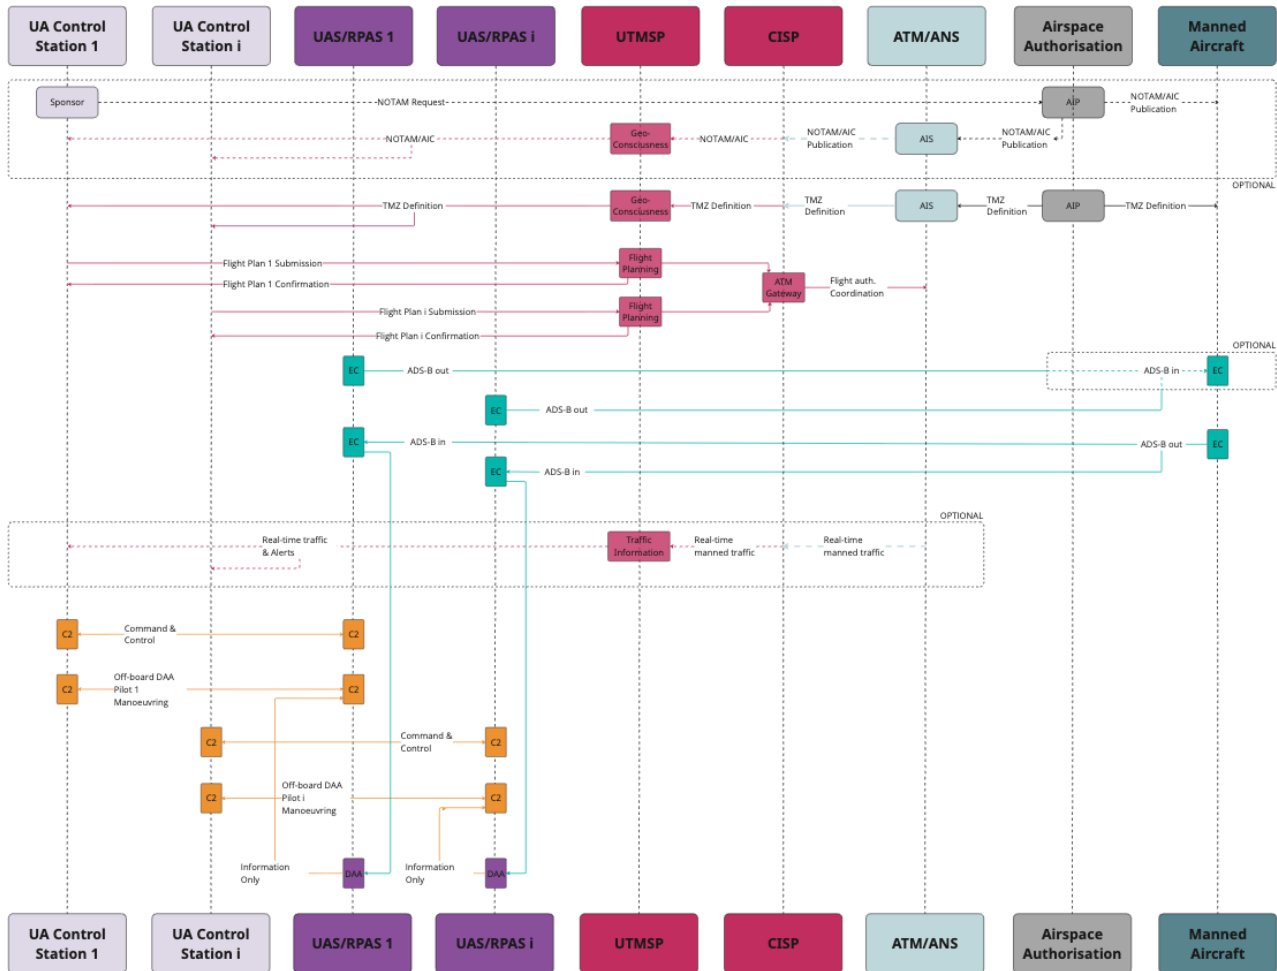 UA Control
Station 1
UA Control
Station i
UAS/RPAS 1
UAS/RPAS i
UTMSP
CISP
ATM/ANS
Airspace
Authorisation
Manned
Aircraft
Sponsor
NOTAM Request
AIP
NOTAM/AIC
Publication
NOTAM/AIC
Geo-
Consciusness
NOTAM/AIC
NOTAM/AIC
Publication
AIS
NOTAM/AIC
Publication
OPTIONAL
TMZ Definition
Geo-
Consciusness
TMZ Definition
TMZ
Definition
AIS
TMZ
Definition
AIP
TMZ Definition
Flight Plan 1 Submission
Flight
Planning
Flight Plan 1 Confirmation
ATM
Gateway
Flight auth.
Coordination
Flight Plan i Submission
Flight
Planning
Flight Plan i Confirmation
OPTIONAL
EC
ADS-B out
ADS-B in
EC
EC
ADS-B out
EC
ADS-B in
ADS-B out
EC
EC
ADS-B in
OPTIONAL
Real-time traffic
& Alerts
Traffic
Information
Real-time
manned traffic
Real-time
manned traffic
C2
Command &
Control
C2
C2
Off-board DAA
Pilot 1
Manoeuvring
C2
C2
Command &
Control
C2
C2
Off-board DAA
Pilot i
Manoeuvring
C2
Information
Only
DAA
Information
Only
DAA
UA Control
Station 1
UA Control
Station i
UAS/RPAS 1
UAS/RPAS i
UTMSP
CISP
ATM/ANS
Airspace
Authorisation
Manned
Aircraft